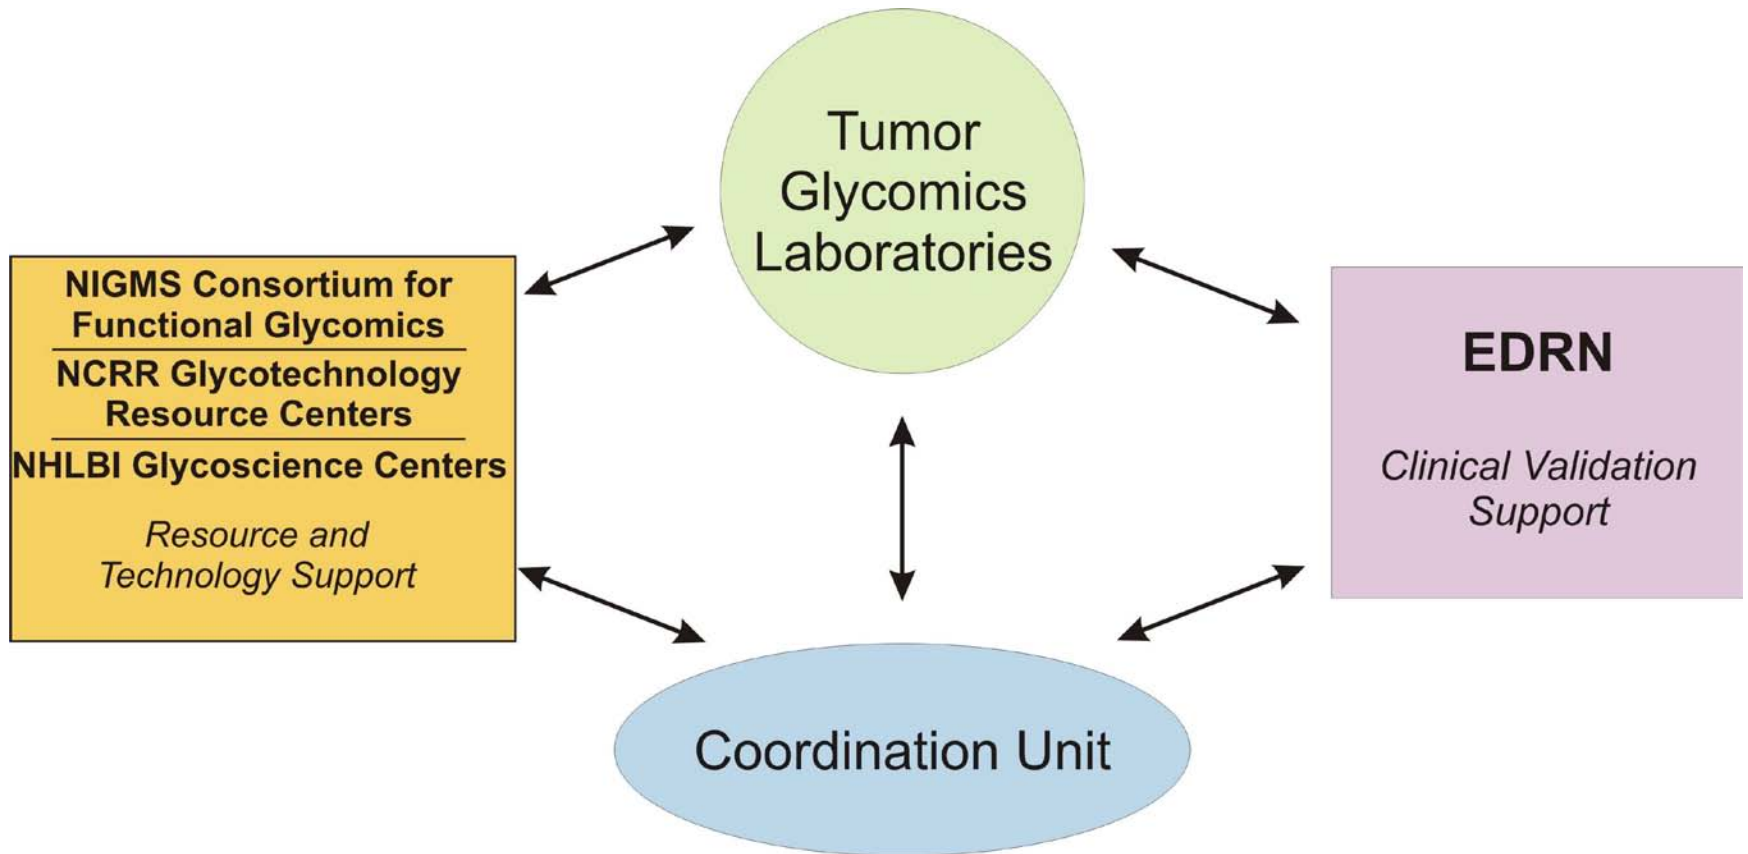 Tumor
Glycomics
Laboratories
NIGMS Consortium for
Functional Glycomics
NCRR Glycotechnology
Resource Centers
NHLBI Glycoscience Centers
Resource and
Technology Support
EDRN
Clinical Validation
Support
Coordination Unit